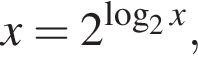 $x = 2^{\log_2 x},$